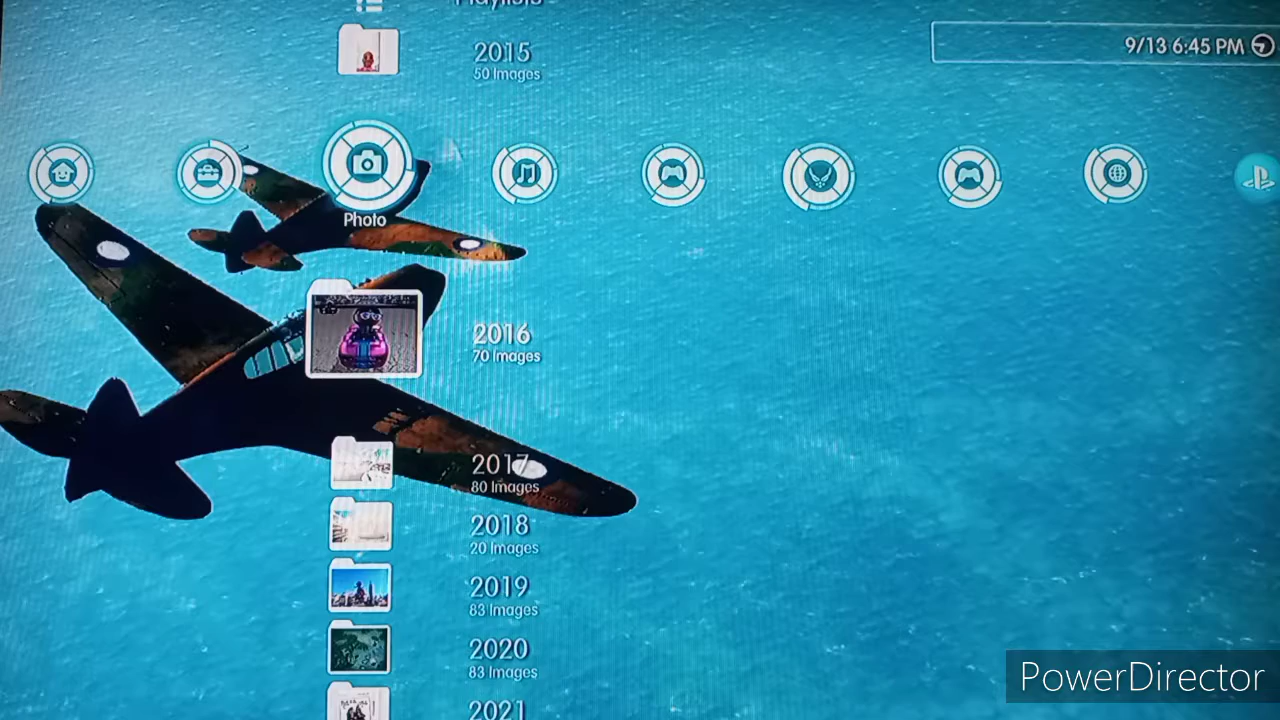 Playlists
2015
50 Images
9/13 6:45 PM
Photo
2016
70 Images
2017
80 Images
2018
20 Images
2019
83 Images
2020
83 Images
2021
PowerDirector